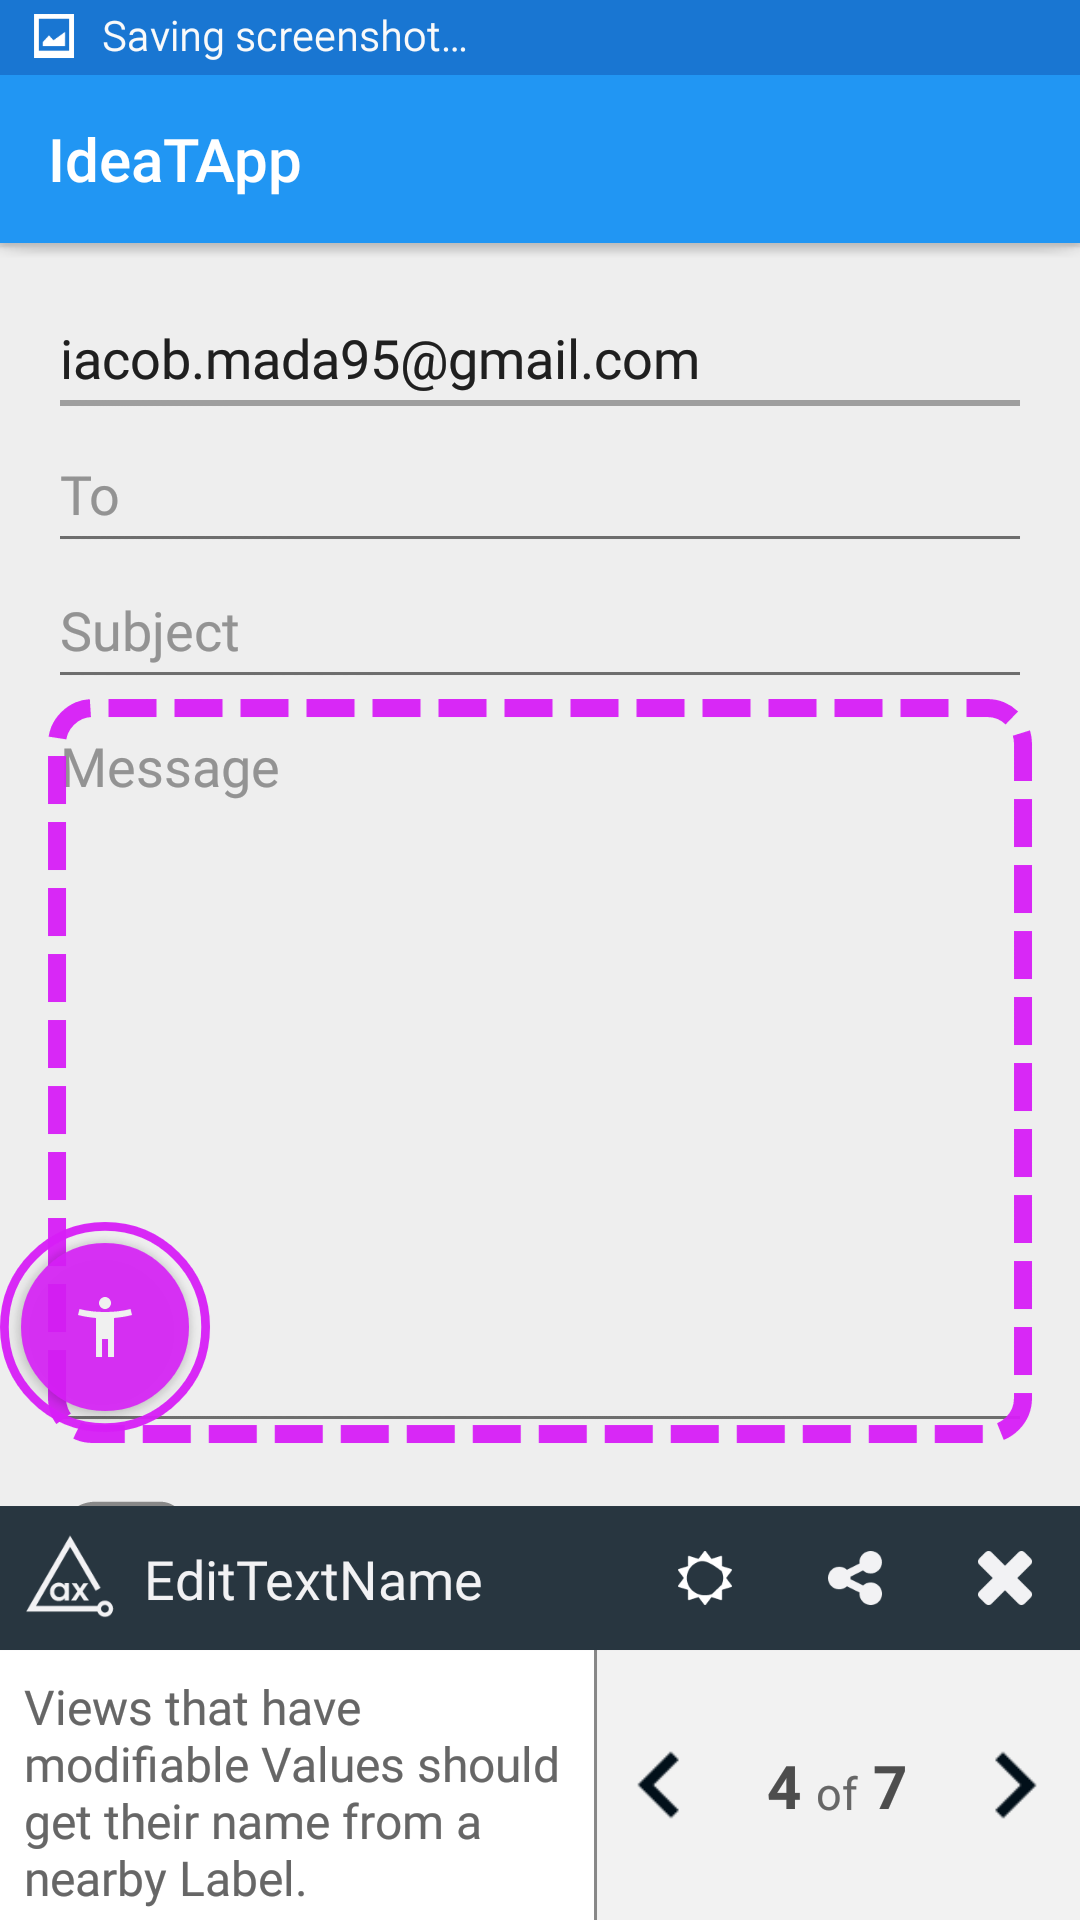 Saving screenshot...
IdeaTApp
iacob.mada95@gmail.com
To
Subject
Message
ax EditTextName
Views that have
modifiable Values should
get their name from a
nearby Label.
4 of 7